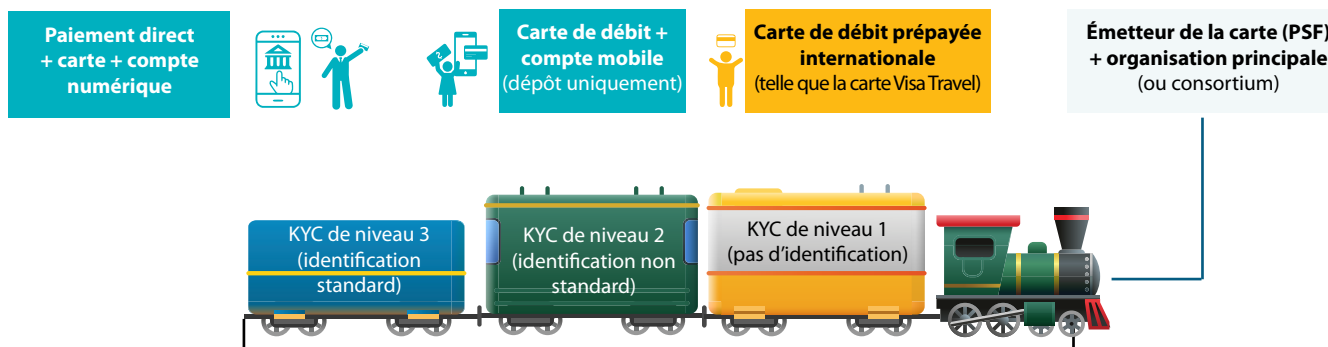 Paiement direct
+ carte + compte
numérique
Carte de débit +
compte mobile
(dépôt uniquement)
Carte de débit prépayée
internationale
(telle que la carte Visa Travel)
Émetteur de la carte (PSF)
+ organisation principale
(ou consortium)
KYC de niveau 3
(identification
standard)
KYC de niveau 2
(identification non
standard)
KYC de niveau 1
(pas d’identification)